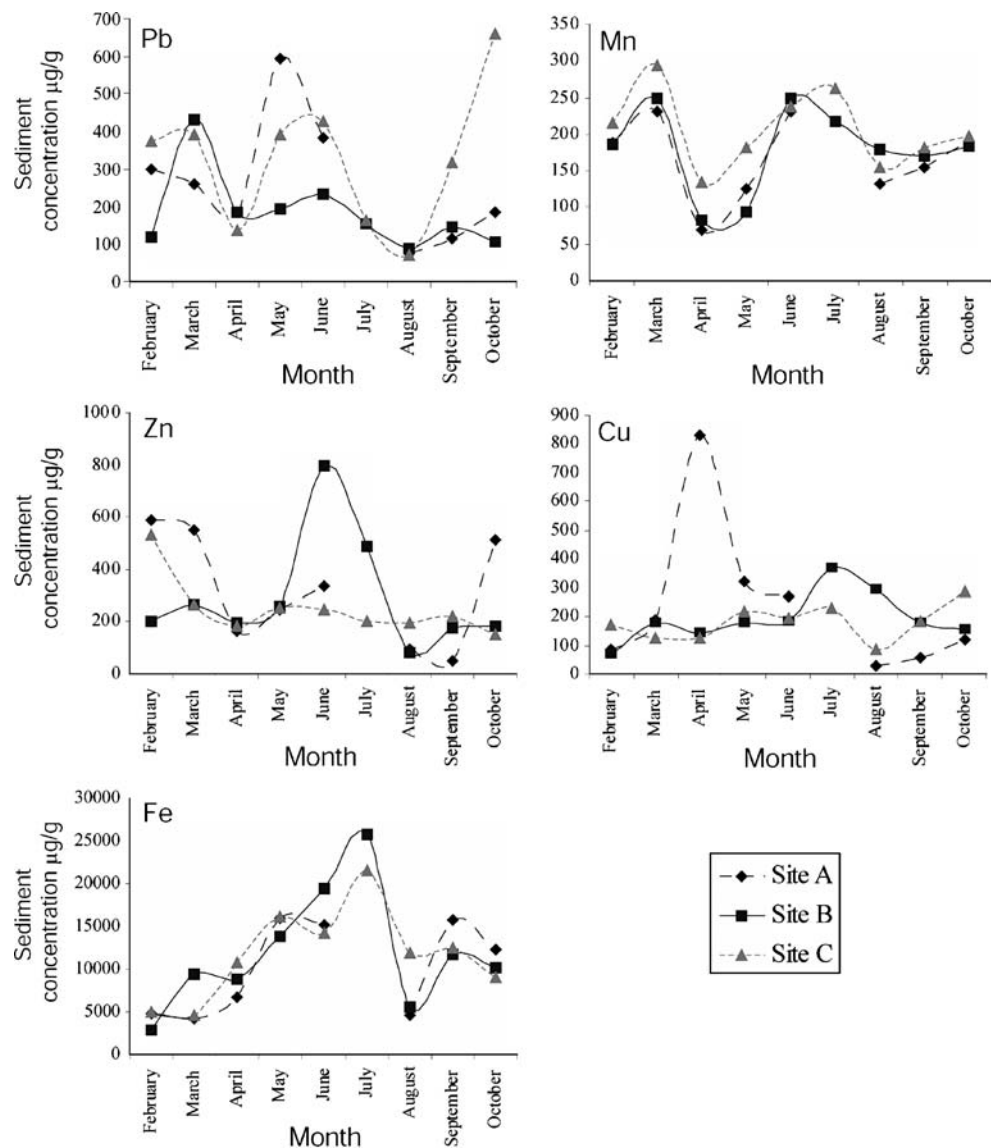 Pb
Sediment
concentration µg/g
700
600
500
400
300
200
100
0
February
March
April
May
June
July
August
September
October
Month
Mn
350
300
250
200
150
100
50
0
February
March
April
May
June
July
August
September
October
Month
Zn
Sediment
concentration µg/g
1000
800
600
400
200
0
February
March
April
May
June
July
August
September
October
Month
Cu
900
800
700
600
500
400
300
200
100
0
February
March
April
May
June
July
August
September
October
Month
Fe
Sediment
concentration µg/g
30000
25000
20000
15000
10000
5000
0
February
March
April
May
June
July
August
September
October
Month
Site A
Site B
Site C